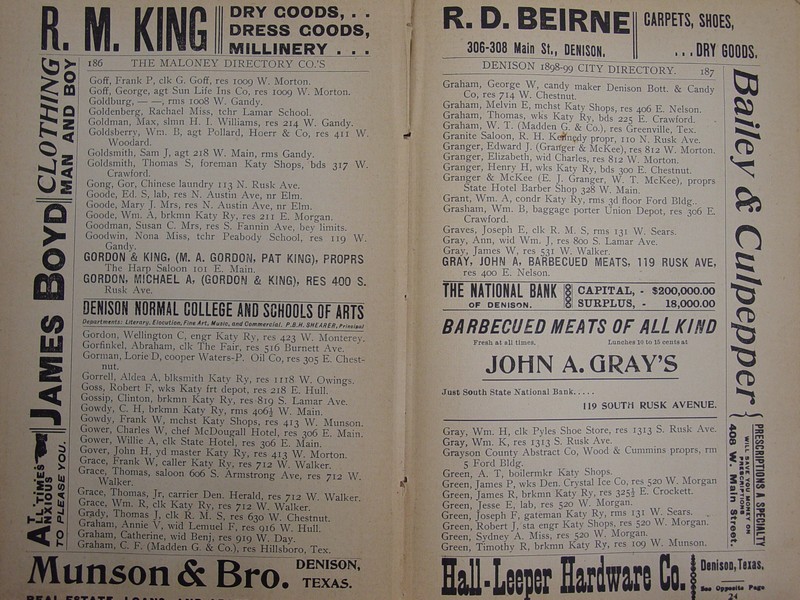 R. M. KING
DRY GOODS, . .
DRESS GOODS,
MILLINERY . . .
186 THE MALONEY DIRECTORY CO.'S
Goff, Frank P, clk G. Goff, res 1009 W. Morton.
Goff, George, agt Sun Life Ins Co, res 1009 W. Morton.
Goldburg, — —, rms 1008 W. Gandy.
Goldenberg, Rachael Miss, tchr Lamar School.
Goldman, Max, slmn H. I. Williams, res 214 W. Gandy.
Goldsberry, Wm. B, agt Pollard, Hoerr & Co, res 411 W.
Woodard.
Goldsmith, Sam J, agt 218 W. Main, rms Gandy.
Goldsmith, Thomas S, foreman Katy Shops, bds 317 W.
Crawford.
Gong, Gor, Chinese laundry 113 N. Rusk Ave.
Goode, Ed. S, lab, res N. Austin Ave, nr Elm.
Goode, Mary J. Mrs, res N. Austin Ave, nr Elm.
Goode, Wm. A, brkmn Katy Ry, res 211 E. Morgan.
Goodman, Susan C. Mrs, res S. Fannin Ave, bey limits.
Goodwin, Nona Miss, tchr Peabody School, res 119 W.
Gandy.
GORDON & KING, (M. A. GORDON, PAT KING), PROPRS
The Harp Saloon 101 E. Main.
GORDON, MICHAEL A, (GORDON & KING), RES 400 S.
Rusk Ave.
DENISON NORMAL COLLEGE AND SCHOOLS OF ARTS
Departments: Literary, Elocution, Fine Art, Music, and Commercial. P. B. H. SHEARER, Principal
Gordon, Wellington C, engr Katy Ry, res 423 W. Monterey.
Gorfinkel, Abraham, clk The Fair, res 516 Burnett Ave.
Gorman, Lorie D, cooper Waters-P. Oil Co, res 305 E. Chest-
nut.
Gorrell, Aldea A, blksmith Katy Ry, res 1118 W. Owings.
Goss, Robert F, wks Katy frt depot, res 218 E. Hull.
Gossip, Clinton, brkmn Katy Ry, res 819 S. Lamar Ave.
Gowdy, C. H, brkmn Katy Ry, rms 406½ W. Main.
Gowdy, Frank W, mchst Katy Shops, res 413 W. Munson.
Gower, Charles W, chef McDougall Hotel, res 306 E. Main.
Gower, Willie A, clk State Hotel, res 306 E. Main.
Gover, John H, yd master Katy Ry, res 413 W. Morton.
Grace, Frank W, caller Katy Ry, res 712 W. Walker.
Grace, Thomas, saloon 606 S. Armstrong Ave, res 712 W.
Walker.
Grace, Thomas, Jr, carrier Den. Herald, res 712 W. Walker.
Grace, Wm. R, clk Katy Ry, res 712 W. Walker.
Grady, Thomas J, clk R. M. S, res 630 W. Chestnut.
Graham, Annie V, wid Lemuel F, res 916 W. Hull.
Graham, Catherine, wid Benj, res 919 W. Day.
Graham, C. F. (Madden G. & Co.), res Hillsboro, Tex.
JAMES BOYD CLOTHING
MAN AND BOY
AT ALL TIMES
ANXIOUS
TO PLEASE YOU.
Munson & Bro.
DENISON,
TEXAS.
R. D. BEIRNE
306-308 Main St., DENISON.
CARPETS, SHOES,
. . . DRY GOODS.
DENISON 1898-99 CITY DIRECTORY. 187
Graham, George W, candy maker Denison Bott. & Candy
Co, res 714 W. Chestnut.
Graham, Melvin E, mchst Katy Shops, res 406 E. Nelson.
Graham, Thomas, wks Katy Ry, bds 225 E. Crawford.
Graham, W. T. (Madden G. & Co.), res Greenville, Tex.
Granite Saloon, R. H. Kennedy propr, 110 N. Rusk Ave.
Granger, Edward J. (Granger & McKee), res 812 W. Morton.
Granger, Elizabeth, wid Charles, res 812 W. Morton.
Granger, Henry H, wks Katy Ry, bds 300 E. Chestnut.
Granger & McKee (E. J. Granger, W. T. McKee), proprs
State Hotel Barber Shop 328 W. Main.
Grant, Wm. A, condr Katy Ry, rms 3d floor Ford Bldg..
Grasham, Wm. B, baggage porter Union Depot, res 306 E.
Crawford.
Graves, Joseph E, clk R. M. S, rms 131 W. Sears.
Gray, Ann, wid Wm. J, res 800 S. Lamar Ave.
Gray, James W, res 531 W. Walker.
GRAY, JOHN A. BARBECUED MEATS, 119 RUSK AVE,
res 400 E. Nelson.
THE NATIONAL BANK
OF DENISON.
CAPITAL, - $200,000.00
SURPLUS, - 18,000.00
BARBECUED MEATS OF ALL KIND
Fresh at all times. Lunches 10 to 15 cents at
JOHN A. GRAY'S
Just South State National Bank.....
119 SOUTH RUSK AVENUE.
Gray, Wm. H, clk Pyles Shoe Store, res 1313 S. Rusk Ave.
Gray, Wm. K, res 1313 S. Rusk Ave.
Grayson County Abstract Co, Wood & Cummins proprs, rm
5 Ford Bldg.
Green, A. T, boilermkr Katy Shops.
Green, James P, wks Den. Crystal Ice Co, res 520 W. Morgan
Green, James R, brkmn Katy Ry, res 325½ E. Crockett.
Green, Jesse E, lab, res 520 W. Morgan.
Green, Joseph F, gateman Katy Ry, rms 131 W. Sears.
Green, Robert J, sta engr Katy Shops, res 520 W. Morgan.
Green, Sydney A. Miss, res 520 W. Morgan.
Green, Timothy R, brkmn Katy Ry, res 109 W. Munson.
Bailey & Culpepper
PRESCRIPTIONS A SPECIALTY
WILL SAVE YOU MONEY ON
PRESCRIPTIONS
408 W. Main Street.
Hall-Leeper Hardware Co.
Denison, Texas.
See Opposite Page
24